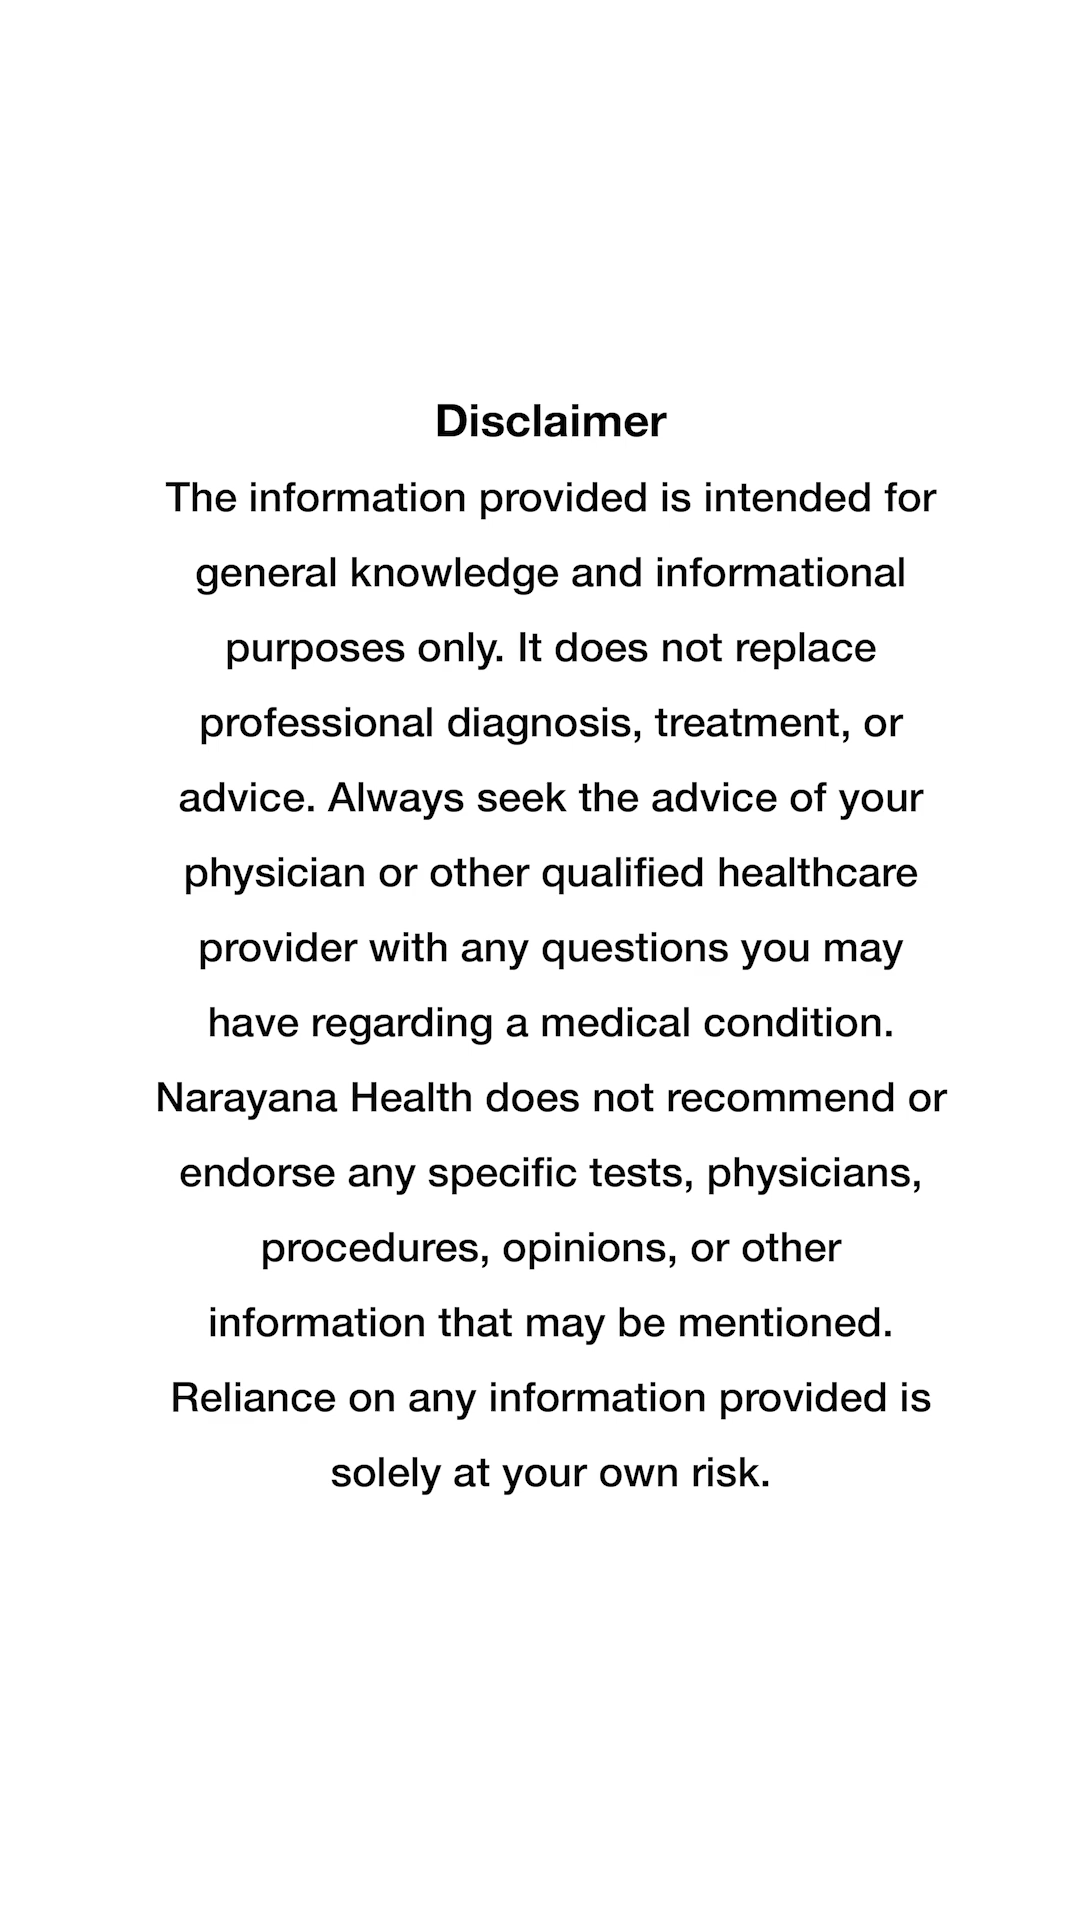 Disclaimer
The information provided is intended for
general knowledge and informational
purposes only. It does not replace
professional diagnosis, treatment, or
advice. Always seek the advice of your
physician or other qualified healthcare
provider with any questions you may
have regarding a medical condition.
Narayana Health does not recommend or
endorse any specific tests, physicians,
procedures, opinions, or other
information that may be mentioned.
Reliance on any information provided is
solely at your own risk.